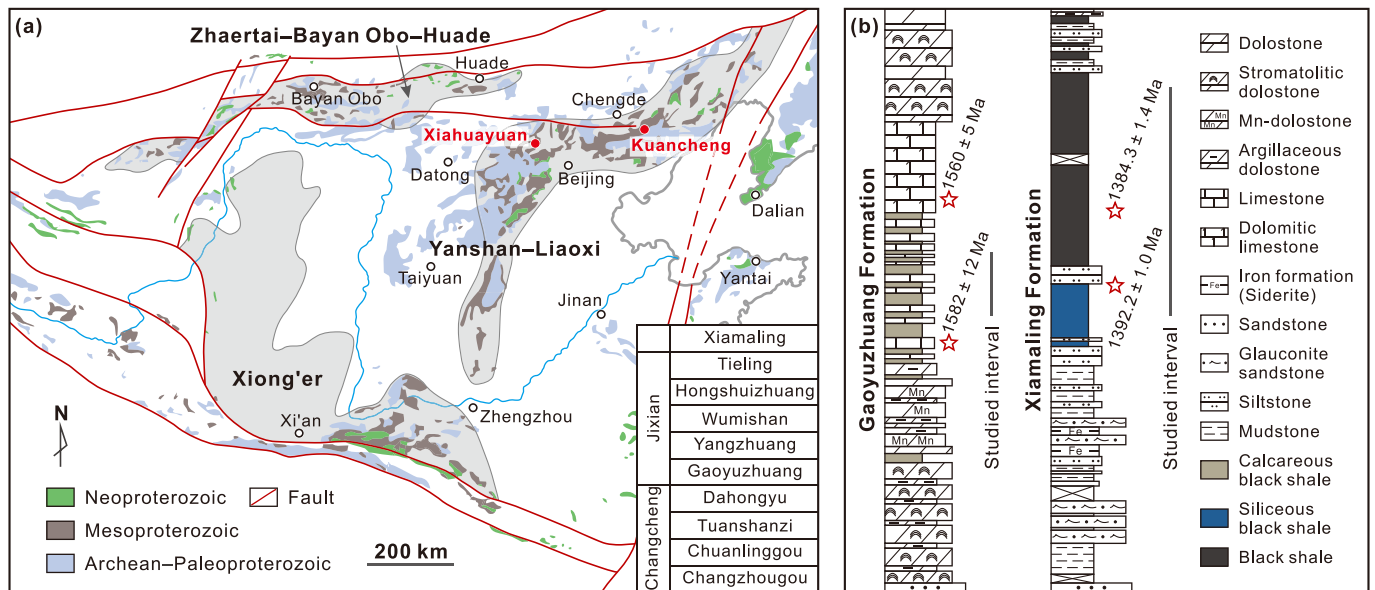 (a)
Zhaertai–Bayan Obo–Huade
Huade
Bayan Obo
Chengde
Xiahuayuan
Kuancheng
Datong
Beijing
Dalian
Yanshan–Liaoxi
Taiyuan
Yantai
Jinan
Xiong'er
Zhengzhou
Xi'an
N
Neoproterozoic
Fault
Mesoproterozoic
Archean–Paleoproterozoic
200 km
Xiamaling
Jixian
Tieling
Hongshuizhuang
Wumishan
Yangzhuang
Gaoyuzhuang
Changcheng
Dahongyu
Tuanshanzi
Chuanlinggou
Changzhougou
(b)
Gaoyuzhuang Formation
1560 ± 5 Ma
1582 ± 12 Ma
Studied interval
Mn
Mn Mn
Xiamaling Formation
1384.3 ± 1.4 Ma
1392.2 ± 1.0 Ma
Studied interval
Fe
Fe
Dolostone
Stromatolitic
dolostone
Mn
Mn
Mn-dolostone
Argillaceous
dolostone
Limestone
Dolomitic
limestone
Fe
Iron formation
(Siderite)
Sandstone
Glauconite
sandstone
Siltstone
Mudstone
Calcareous
black shale
Siliceous
black shale
Black shale